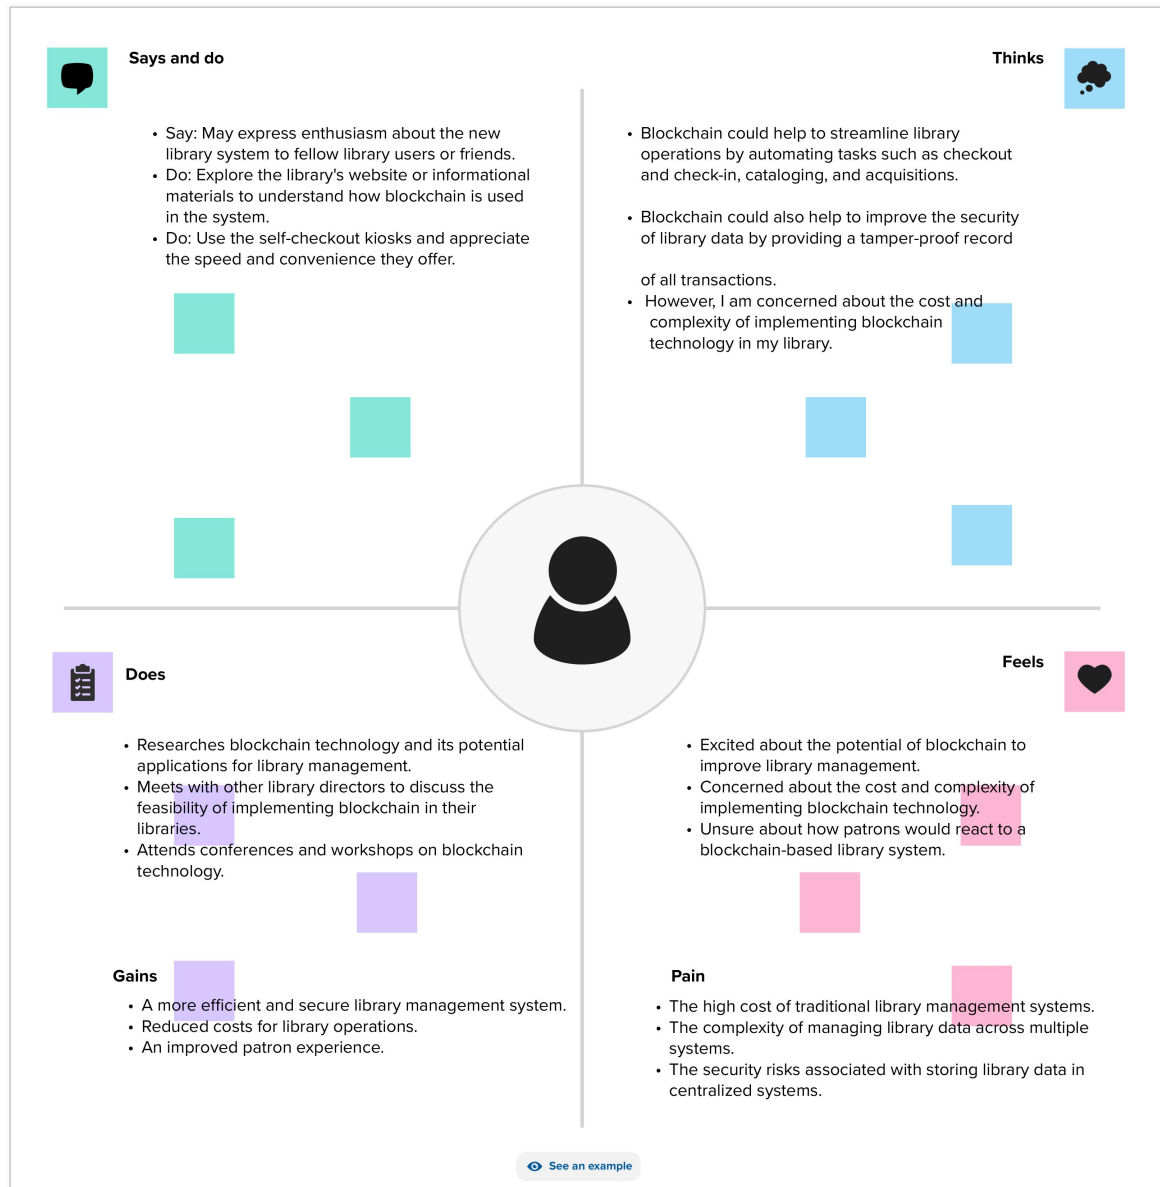 Says and do
• Say: May express enthusiasm about the new
library system to fellow library users or friends.
• Do: Explore the library's website or informational
materials to understand how blockchain is used
in the system.
• Do: Use the self-checkout kiosks and appreciate
the speed and convenience they offer.
Thinks
• Blockchain could help to streamline library
operations by automating tasks such as checkout
and check-in, cataloging, and acquisitions.
• Blockchain could also help to improve the security
of library data by providing a tamper-proof record
of all transactions.
• However, I am concerned about the cost and
complexity of implementing blockchain
technology in my library.
Does
• Researches blockchain technology and its potential
applications for library management.
• Meets with other library directors to discuss the
feasibility of implementing blockchain in their
libraries.
• Attends conferences and workshops on blockchain
technology.
Feels
• Excited about the potential of blockchain to
improve library management.
• Concerned about the cost and complexity of
implementing blockchain technology.
• Unsure about how patrons would react to a
blockchain-based library system.
Gains
• A more efficient and secure library management system.
• Reduced costs for library operations.
• An improved patron experience.
Pain
• The high cost of traditional library management systems.
• The complexity of managing library data across multiple
systems.
• The security risks associated with storing library data in
centralized systems.
See an example